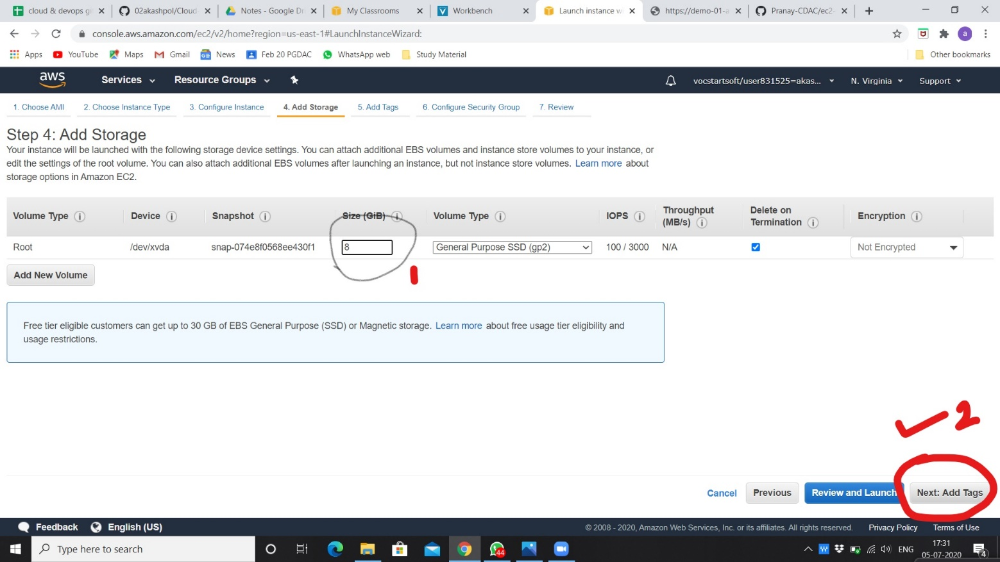 cloud & devops gi
02akashpol/Cloud
Notes - Google Dr
My Classrooms
Workbench
Launch instance w
https://demo-01-a
Pranay-CDAC/ec2-
console.aws.amazon.com/ec2/v2/home?region=us-east-1#LaunchInstanceWizard:
a
Apps
YouTube
Maps
Gmail
News
Feb 20 PGDAC
WhatsApp web
Study Material
Other bookmarks
aws
Services
Resource Groups
vocstartsoft/user831525=akas...
N. Virginia
Support
1. Choose AMI
2. Choose Instance Type
3. Configure Instance
4. Add Storage
5. Add Tags
6. Configure Security Group
7. Review
Step 4: Add Storage
Your instance will be launched with the following storage device settings. You can attach additional EBS volumes and instance store volumes to your instance, or
edit the settings of the root volume. You can also attach additional EBS volumes after launching an instance, but not instance store volumes. Learn more about
storage options in Amazon EC2.
Volume Type
Device
Snapshot
Size (GiB)
Volume Type
IOPS
Throughput
(MB/s)
Delete on
Termination
Encryption
Root
/dev/xvda
snap-074e8f0568ee430f1
8
General Purpose SSD (gp2)
100 / 3000
N/A
Not Encrypted
Add New Volume
1
Free tier eligible customers can get up to 30 GB of EBS General Purpose (SSD) or Magnetic storage. Learn more about free usage tier eligibility and
usage restrictions.
2
Cancel
Previous
Review and Launch
Next: Add Tags
Feedback
English (US)
© 2008 - 2020, Amazon Web Services, Inc. or its affiliates. All rights reserved.
Privacy Policy
Terms of Use
Type here to search
44
ENG
17:31
05-07-2020
4